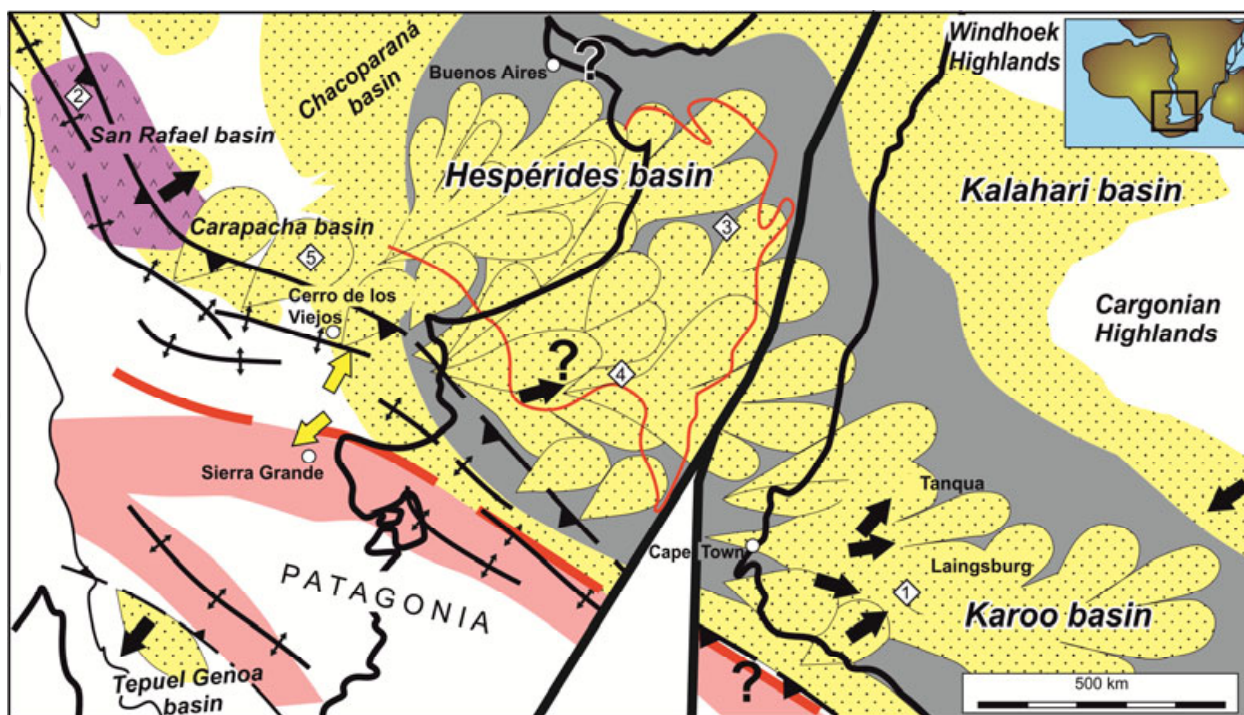 Windhoek
Highlands
Chacoparaná
basin
Buenos Aires
?
2
San Rafael basin
Hespérides basin
Kalahari basin
Carapacha basin
3
5
Cerro de los
Viejos
Cargonian
Highlands
?
4
Sierra Grande
Tanqua
Cape Town
Laingsburg
1
PATAGONIA
Karoo basin
?
Tepuel Genoa
basin
500 km